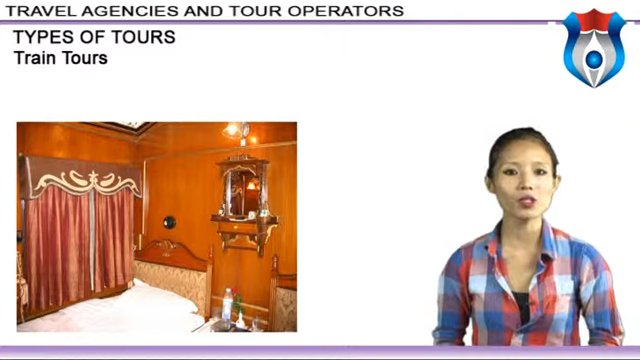 TRAVEL AGENCIES AND TOUR OPERATORS
TYPES OF TOURS
Train Tours